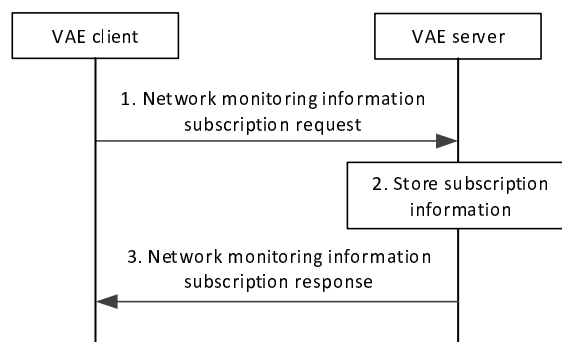 VAE client
VAE server
1. Network monitoring information
subscription request
2. Store subscription
information
3. Network monitoring information
subscription response